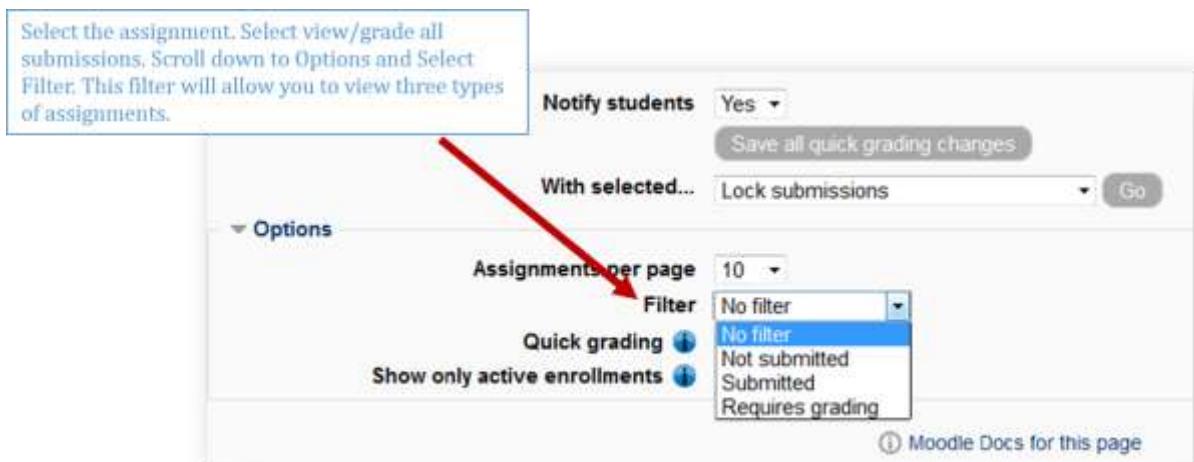 Select the assignment. Select view/grade all
submissions. Scroll down to Options and Select
Filter. This filter will allow you to view three types
of assignments.
Notify students Yes
Save all quick grading changes
With selected... Lock submissions Go
Options
Assignments per page 10
Filter No filter
No filter
Quick grading
Not submitted
Show only active enrollments
Submitted
Requires grading
Moodle Docs for this page